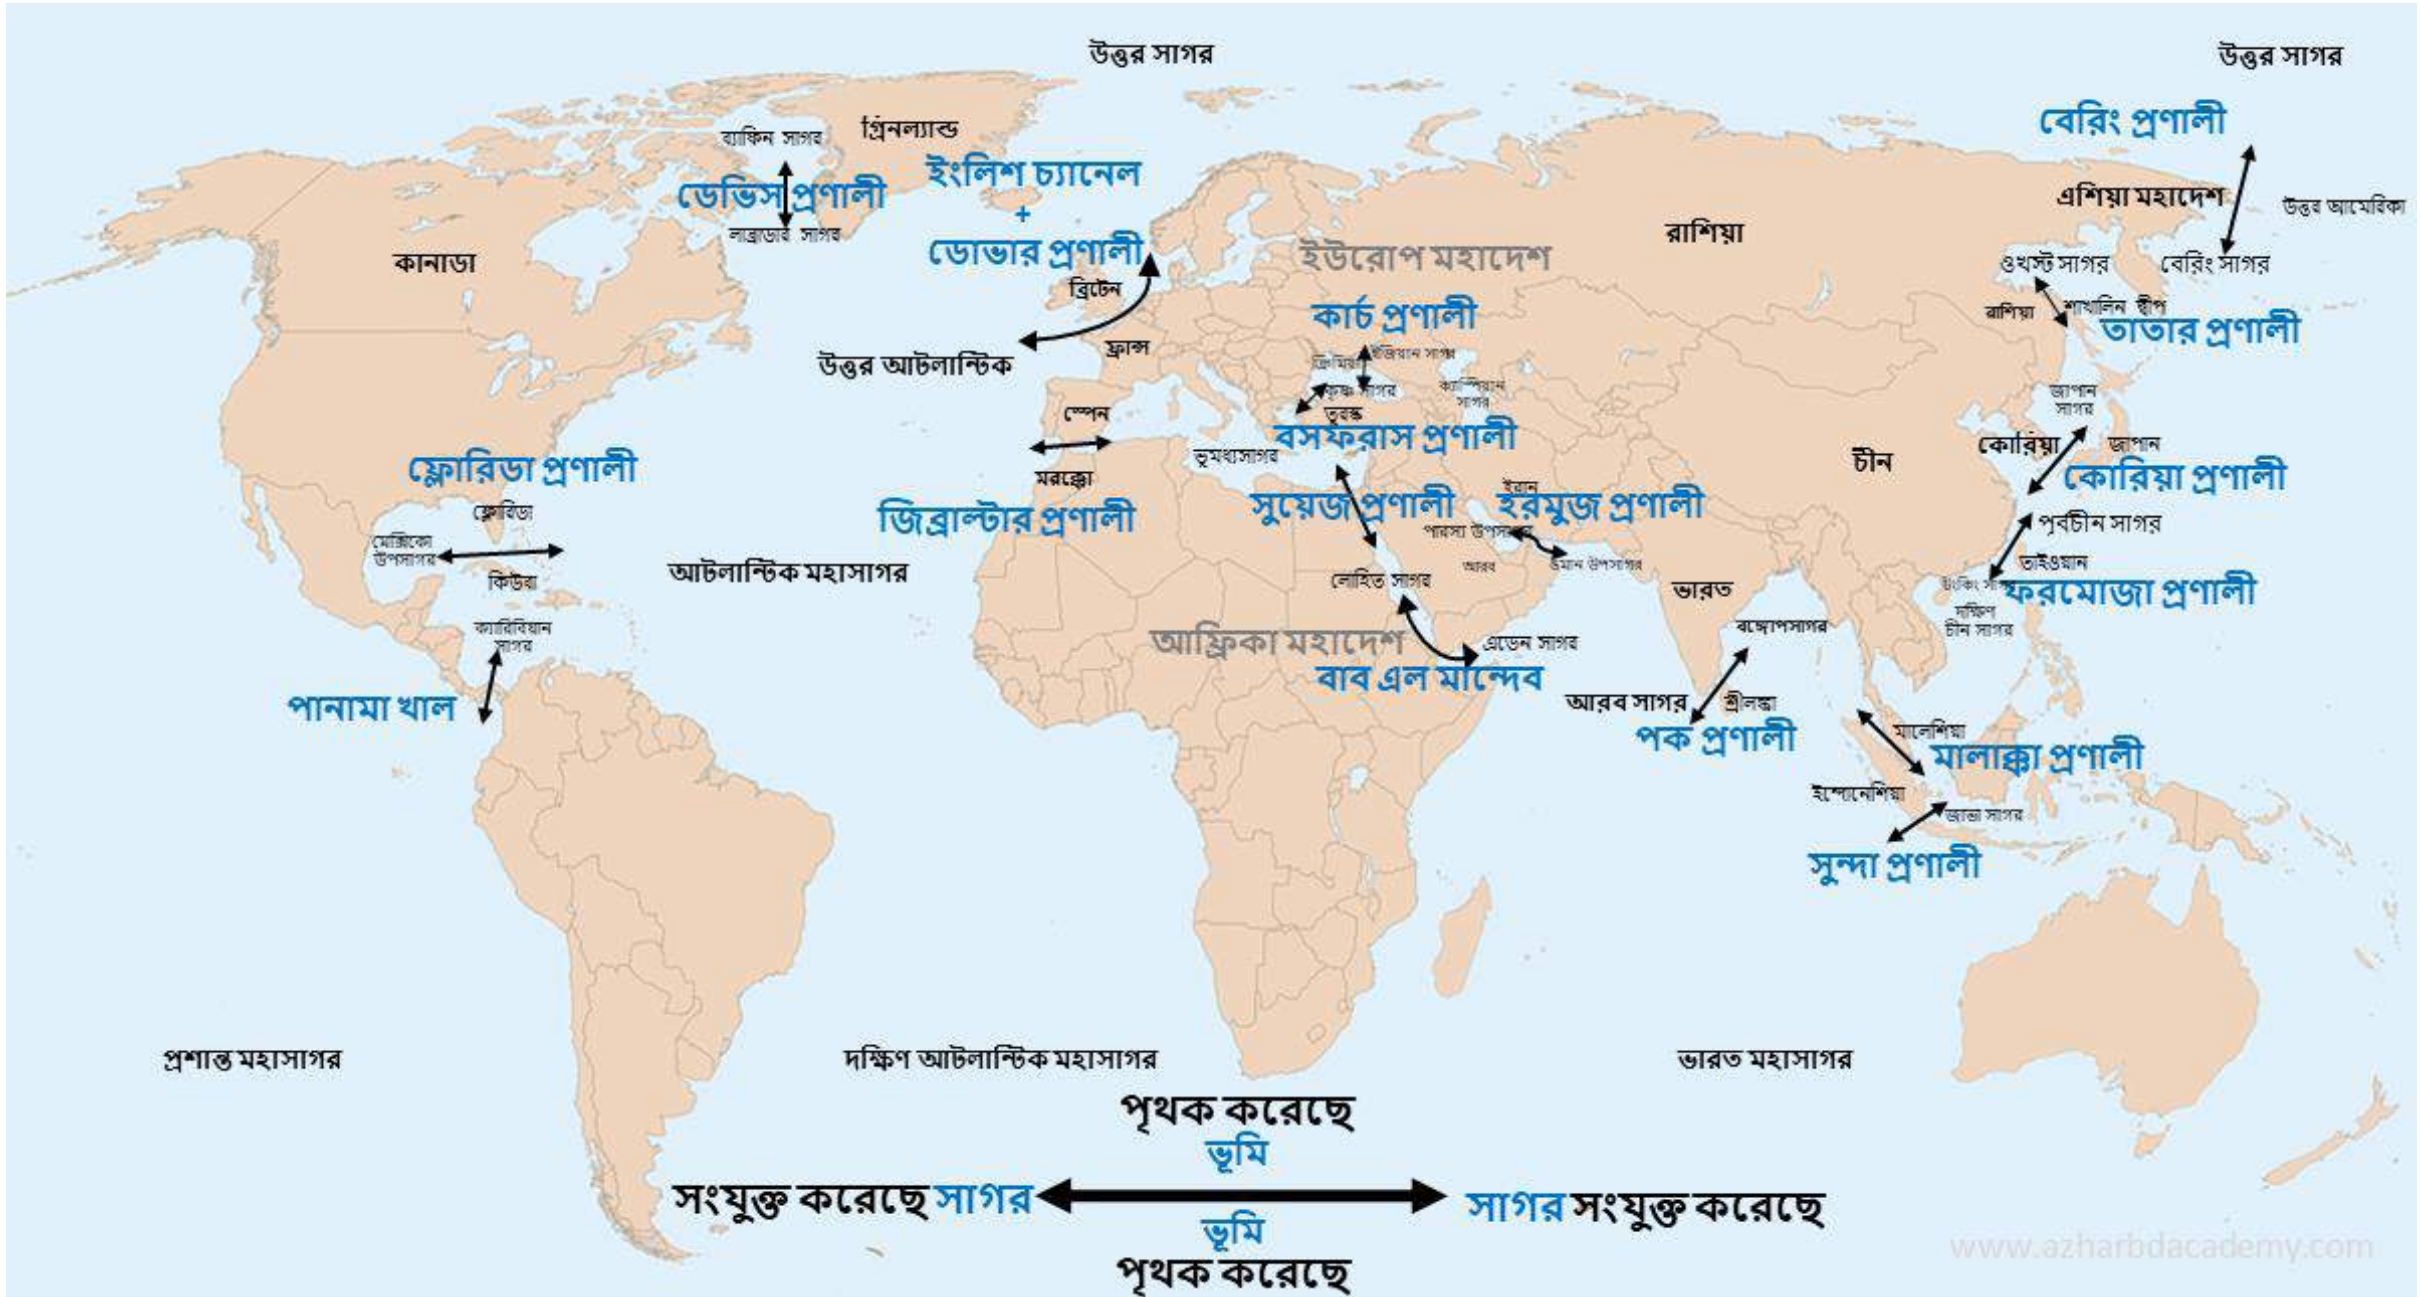 উত্তর সাগর
উত্তর সাগর
বেরিং প্রণালী
ব্যাফিন সাগর
গ্রিনল্যান্ড
ইংলিশ চ্যানেল
+
ডোভার প্রণালী
ডেভিস প্রণালী
লাব্রাডার সাগর
এশিয়া মহাদেশ
উত্তর আমেরিকা
কানাডা
রাশিয়া
ইউরোপ মহাদেশ
ব্রিটেন
ওখস্ট সাগর
বেরিং সাগর
রাশিয়া
শাখালিন দ্বীপ
তাতার প্রণালী
কার্চ প্রণালী
উত্তর আটলান্টিক
ফ্রান্স
ইজিয়ান সাগর
ক্রিমিয়া
কৃষ্ণ সাগর
ক্যাস্পিয়ান
সাগর
তুরস্ক
জাপান
সাগর
স্পেন
বসফরাস প্রণালী
ভূমধ্যসাগর
চীন
কোরিয়া
জাপান
কোরিয়া প্রণালী
ফ্লোরিডা প্রণালী
মরক্কো
জিব্রাল্টার প্রণালী
সুয়েজ প্রণালী
ইরান
হরমুজ প্রণালী
ফ্লোরিডা
মেক্সিকো
উপসাগর
পারস্য উপসাগর
পূর্বচীন সাগর
আটলান্টিক মহাসাগর
কিউবা
লোহিত সাগর
আরব
ওমান উপসাগর
ভারত
তাইওয়ান
টংকিং সাগর
ফরমোজা প্রণালী
দক্ষিণ
চীন সাগর
ক্যারিবিয়ান
সাগর
আফ্রিকা মহাদেশ
এডেন সাগর
বঙ্গোপসাগর
বাব এল মান্দেব
পানামা খাল
আরব সাগর
শ্রীলঙ্কা
পক প্রণালী
মালেশিয়া
মালাক্কা প্রণালী
ইন্দোনেশিয়া
জাভা সাগর
সুন্দা প্রণালী
প্রশান্ত মহাসাগর
দক্ষিণ আটলান্টিক মহাসাগর
ভারত মহাসাগর
পৃথক করেছে
ভূমি
সংযুক্ত করেছে সাগর
সাগর সংযুক্ত করেছে
ভূমি
পৃথক করেছে
www.azharbdacademy.com